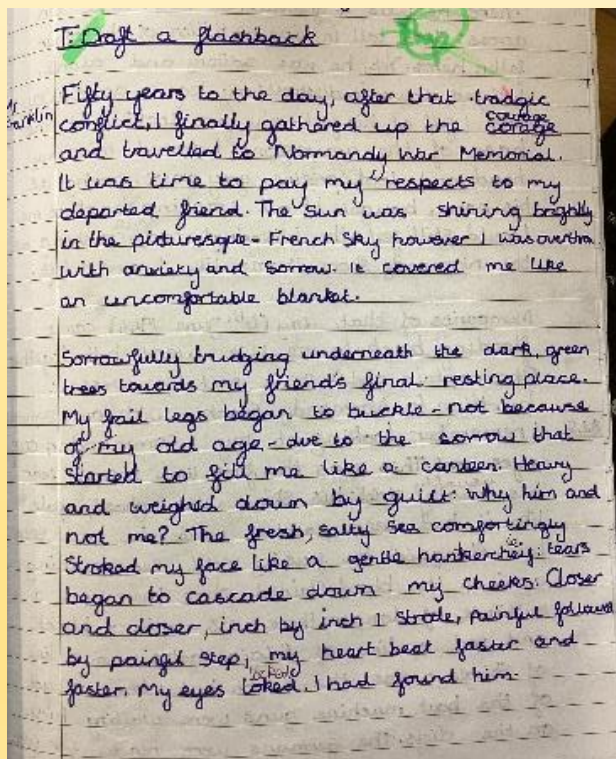 T: Draft a flashback
Fifty years to the day, after that tradgic
Franklin conflict, I finally gathered up the corage
courage
and travelled to Normandy War Memorial.
It was time to pay my respects to my
departed friend. The sun was shining brightly
in the picturesque - French Sky however I was
with anxiety and sorrow. It covered me like
an uncomfortable blanket.
Sorrowfully trudging underneath the dark, green
trees towards my friend's final resting place.
My frail legs began to buckle - not because
of my old age - due to the sorrow that
started to fill me like a canteen. Heavy
and weighed down by guilt: Why him and
not me? The fresh, salty sea comfortingly
stroked my face like a gentle hankercheif: tears
began to cascade down my cheeks. Closer
and closer, inch by inch I strode, painful followed
by painful step, my heart beat faster and
faster. My eyes loked. I had found him.